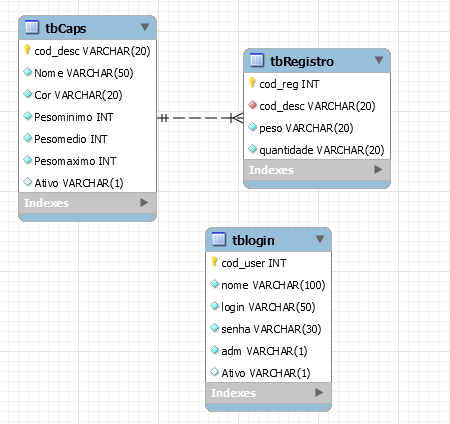 tbCaps
cod_desc VARCHAR(20)
Nome VARCHAR(50)
Cor VARCHAR(20)
Pesominimo INT
Pesomedio INT
Pesomaximo INT
Ativo VARCHAR(1)
Indexes
tbRegistro
cod_reg INT
cod_desc VARCHAR(20)
peso VARCHAR(20)
quantidade VARCHAR(20)
Indexes
tblogin
cod_user INT
nome VARCHAR(100)
login VARCHAR(50)
senha VARCHAR(30)
adm VARCHAR(1)
Ativo VARCHAR(1)
Indexes